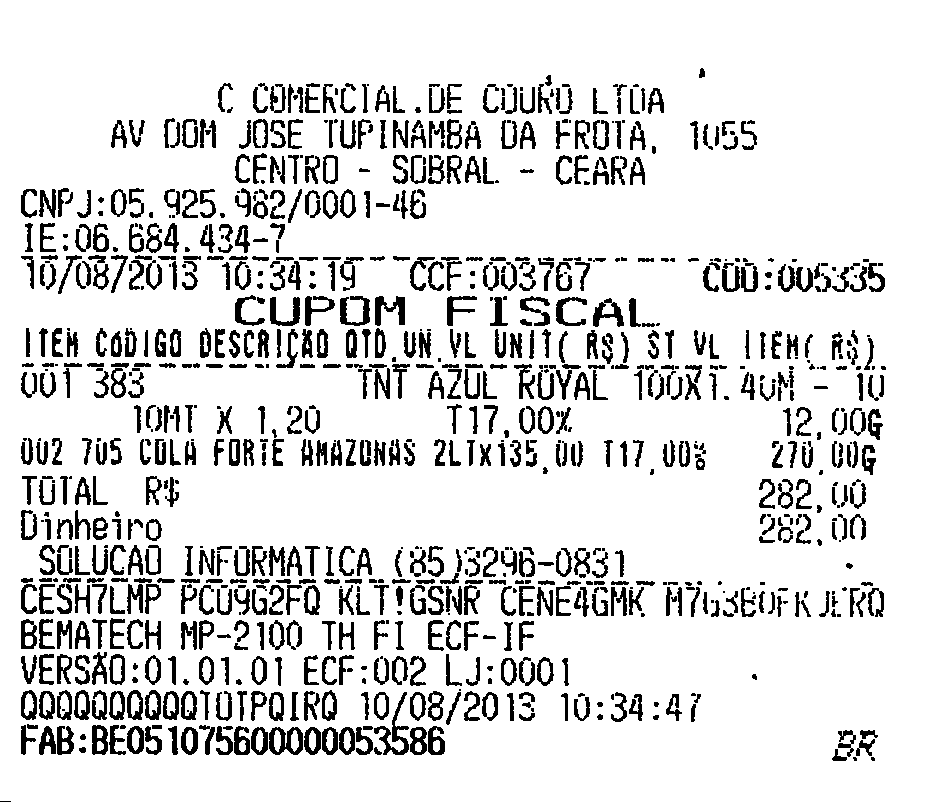 C COMERCIAL.DE COURO LTDA
AV DOM JOSE TUPINAMBA DA FROTA, 1055
CENTRO - SOBRAL - CEARA
CNPJ:05.925.982/0001-46
IE:06.684.434-7
10/08/2013 10:34:19 CCF:003767 COO:005335
CUPOM FISCAL
ITEM CÓDIGO DESCRIÇÃO QTD.UN.VL UNIT( R$) ST VL ITEM( R$)
001 383 TNT AZUL ROYAL 100X1.40M - 10
10MT X 1,20 T17,00% 12,00G
002 705 COLA FORTE AMAZONAS 2LTx135,00 T17,00% 270,00G
TOTAL R$ 282,00
Dinheiro 282,00
SOLUCAO INFORMATICA (85)3296-0831
CESH7LMP PCU9G2FQ KLT!GSNR CENE4GMK
BEMATECH MP-2100 TH FI ECF-IF
VERSÃO:01.01.01 ECF:002 LJ:0001
QQQQQQQQQQTOTPQIRQ 10/08/2013 10:34:47
FAB:BE051075600000053586 BR